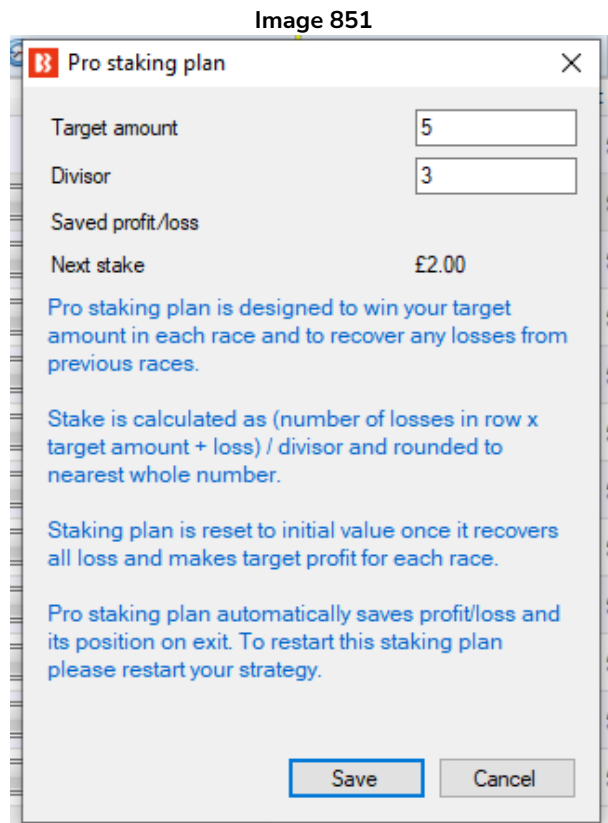 Image 851
Pro staking plan
Target amount 5
Divisor 3
Saved profit/loss
Next stake £2.00
Pro staking plan is designed to win your target
amount in each race and to recover any losses from
previous races.
Stake is calculated as (number of losses in row x
target amount + loss) / divisor and rounded to
nearest whole number.
Staking plan is reset to initial value once it recovers
all loss and makes target profit for each race.
Pro staking plan automatically saves profit/loss and
its position on exit. To restart this staking plan
please restart your strategy.
Save Cancel